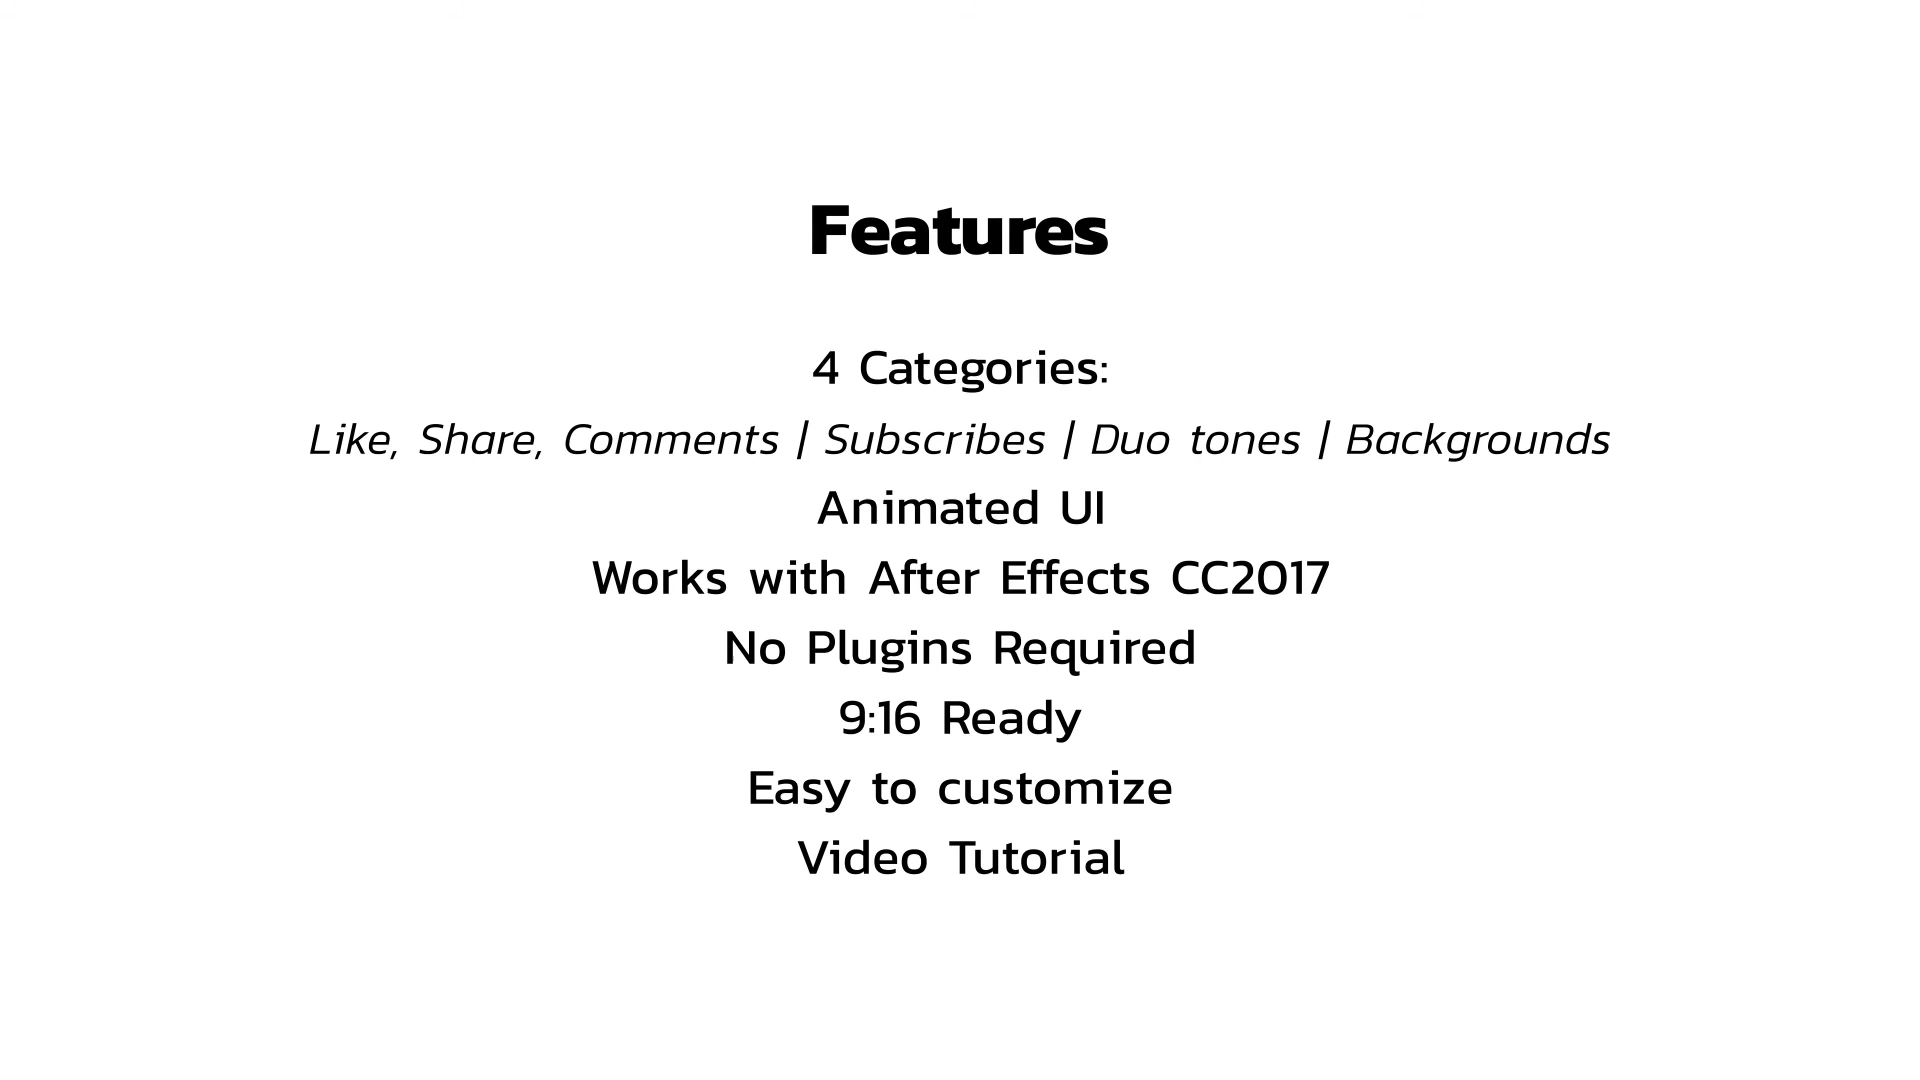 Features
4 Categories:
Like, Share, Comments | Subscribes | Duo tones | Backgrounds
Animated UI
Works with After Effects CC2017
No Plugins Required
9:16 Ready
Easy to customize
Video Tutorial